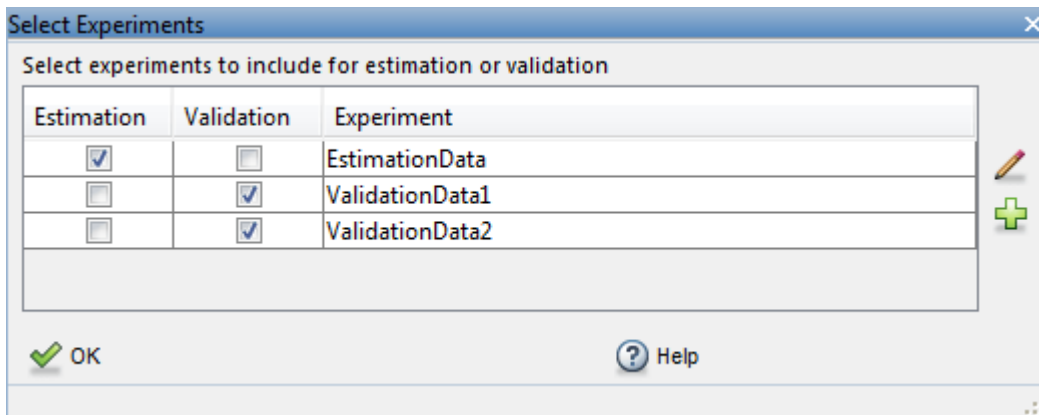 Select Experiments
Select experiments to include for estimation or validation
Estimation Validation Experiment
EstimationData
ValidationData1
ValidationData2
OK Help